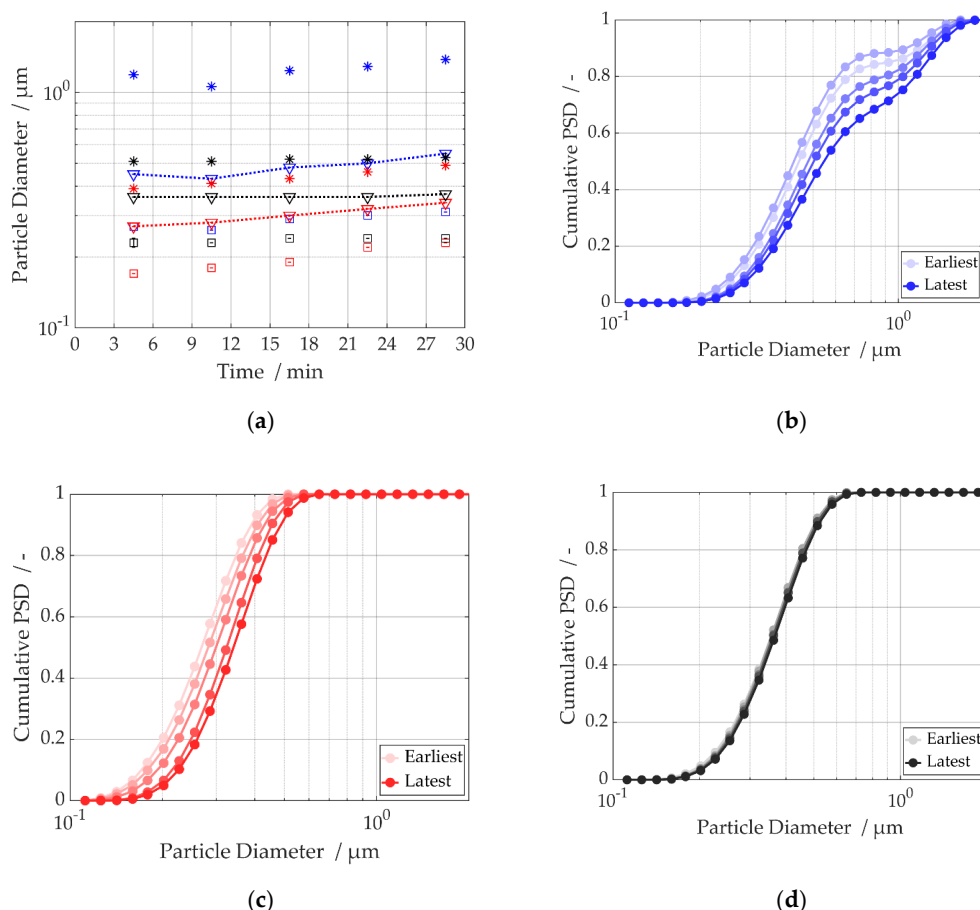 Particle Diameter / µm
10^0
10^-1
0 3 6 9 12 15 18 21 24 27 30
Time / min
(a)
Cumulative PSD / -
1
0.8
0.6
0.4
0.2
0
Earliest
Latest
10^-1 10^0
Particle Diameter / µm
(b)
Cumulative PSD / -
1
0.8
0.6
0.4
0.2
0
Earliest
Latest
10^-1 10^0
Particle Diameter / µm
(c)
Cumulative PSD / -
1
0.8
0.6
0.4
0.2
0
Earliest
Latest
10^-1 10^0
Particle Diameter / µm
(d)